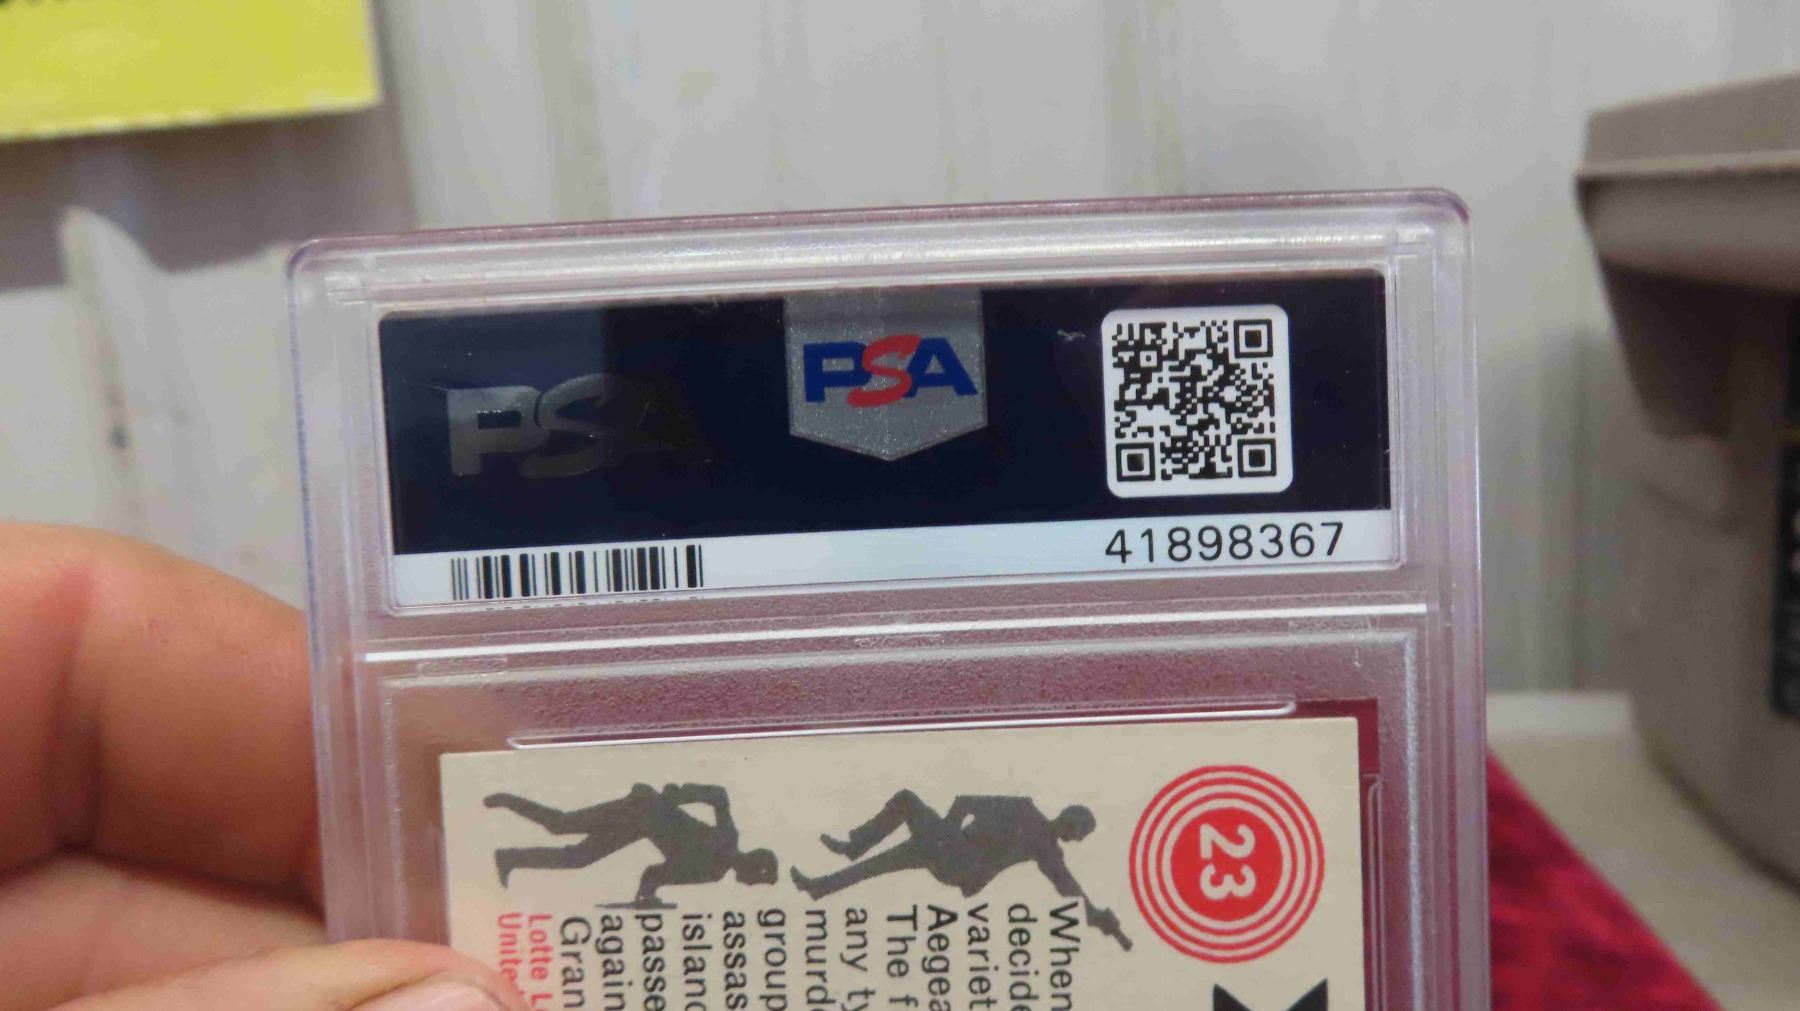 PSA
PSA
41898367
23
When
decide
variet
Aegea
The f
any ty
murd
group
assas
island
passe
again
Gran
Lotte L
Unite